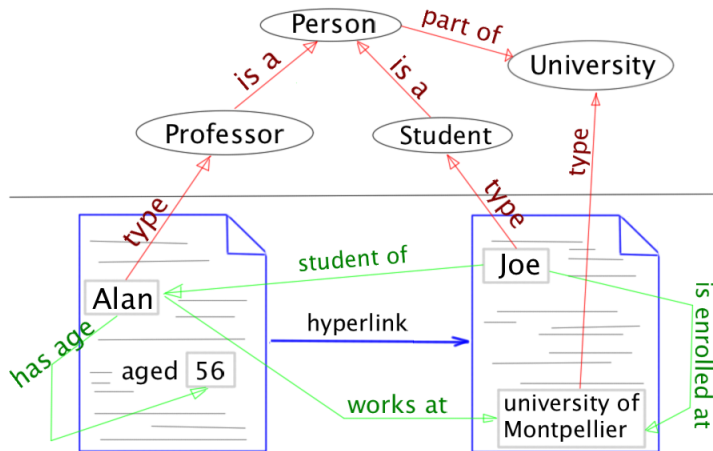 Person
part of
University
is a
is a
Professor
Student
type
type
type
student of
Joe
Alan
is enrolled at
hyperlink
has age
aged 56
works at
university of
Montpellier